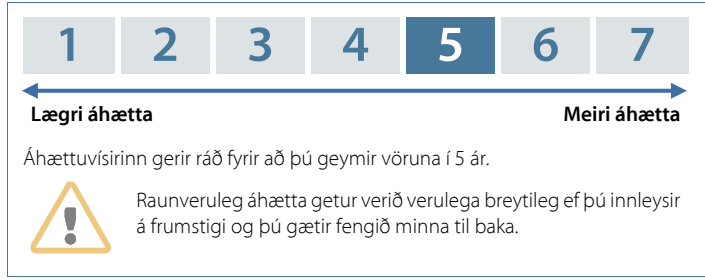 1 2 3 4 5 6 7
Lægri áhætta Meiri áhætta
Áhættuvísirinn gerir ráð fyrir að þú geymir vöruna í 5 ár.
Raunveruleg áhætta getur verið verulega breytileg ef þú innleysir
á frumstigi og þú gætir fengið minna til baka.